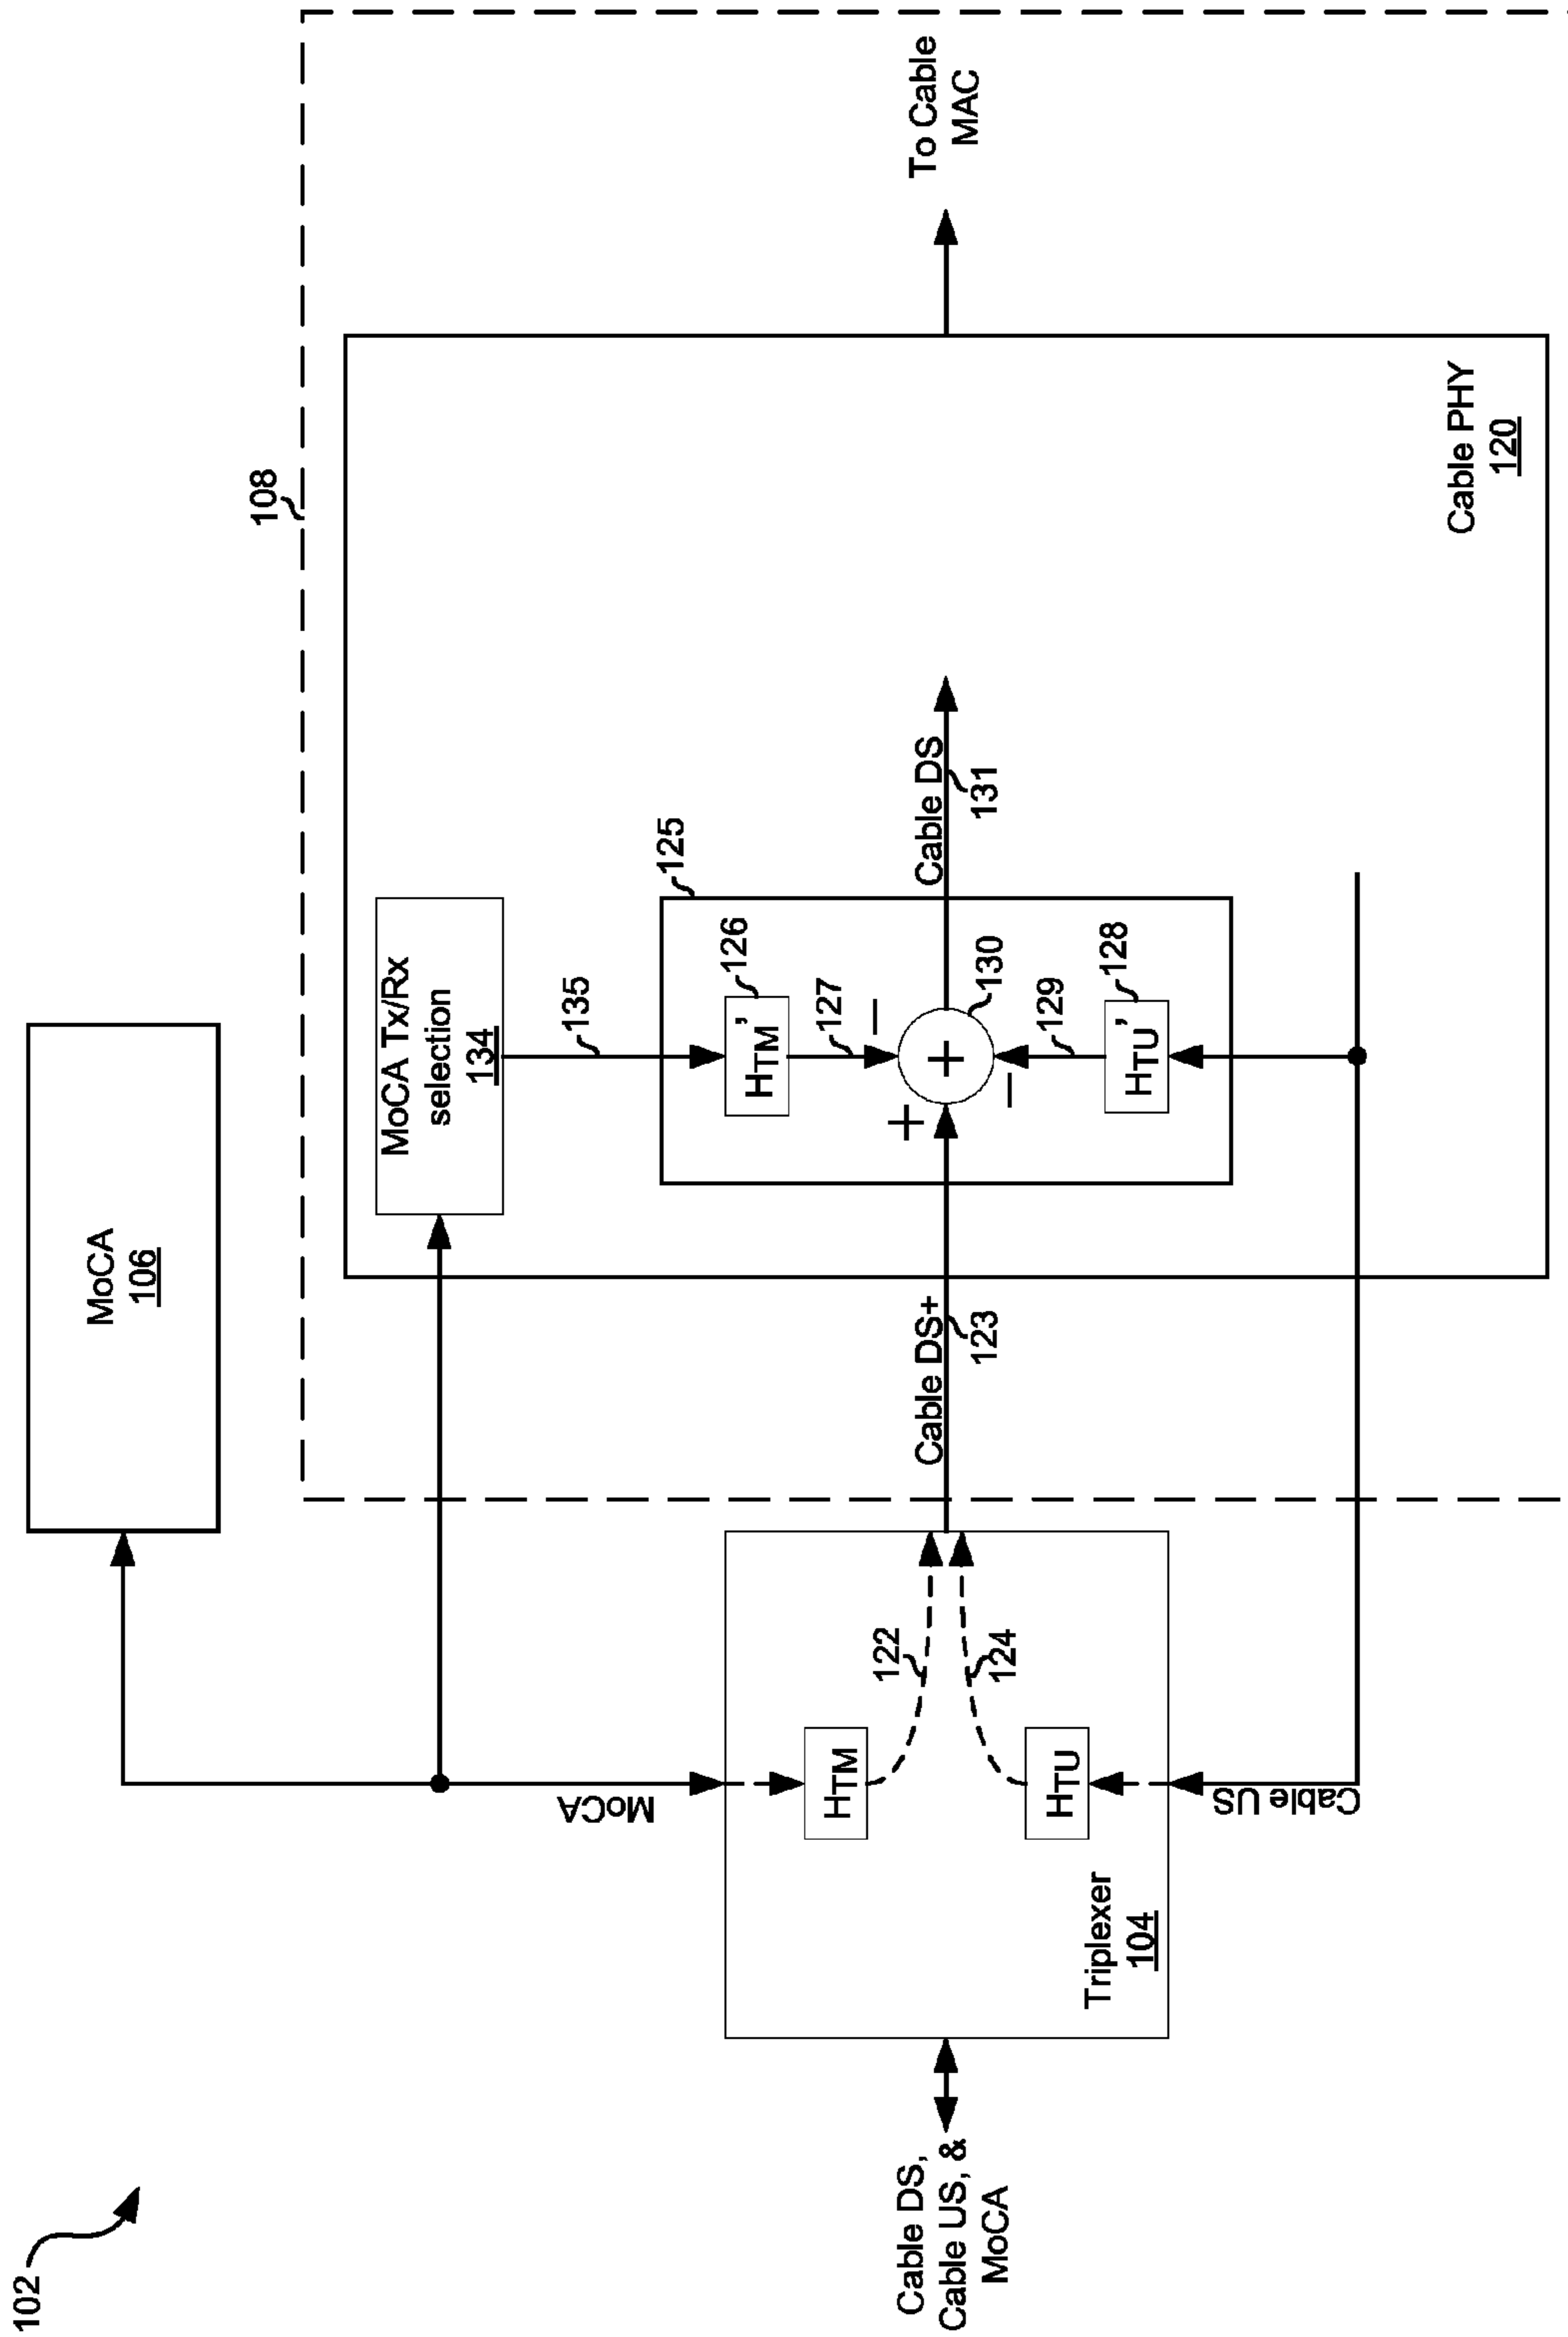 102
MoCA
106
108
MoCA Tx/Rx
selection
134
135
125
HTM'
126
127
−
+
+
−
130
129
HTU'
128
Cable DS
131
To Cable
MAC
Cable PHY
120
Cable DS+
123
MoCA
HTM
122
124
HTU
Cable US
Triplexer
104
Cable DS,
Cable US, &
MoCA